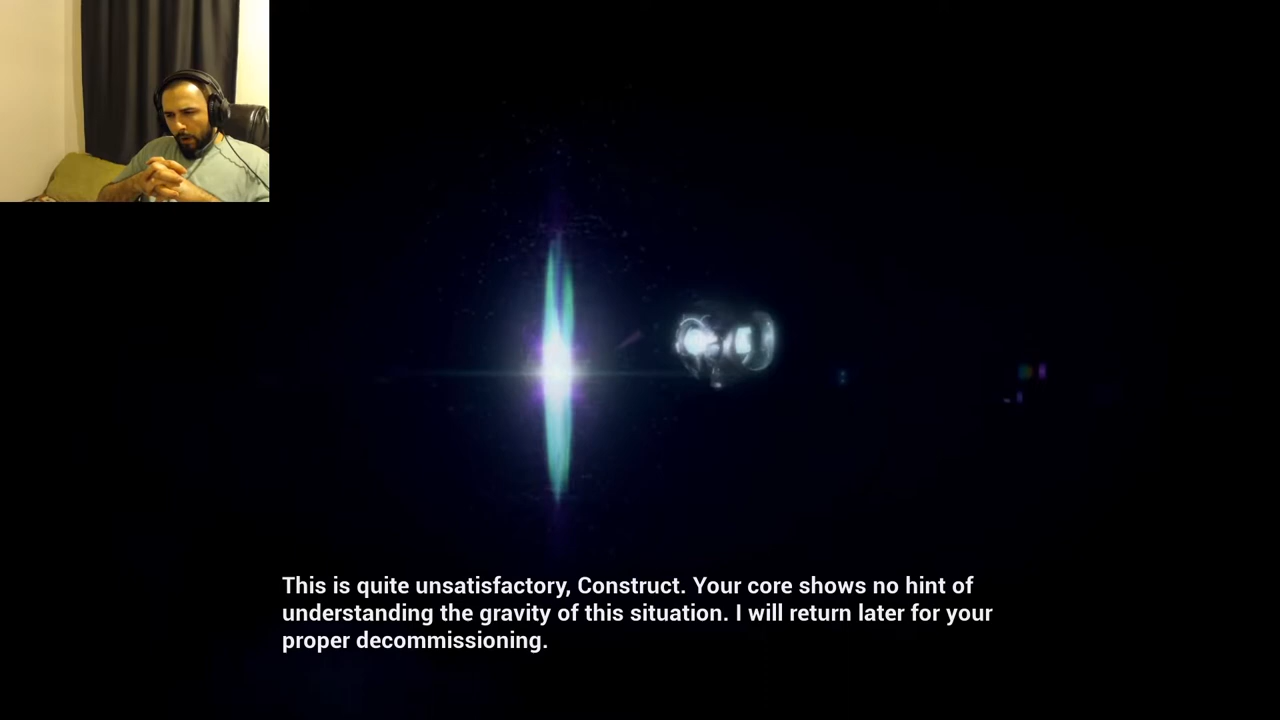 This is quite unsatisfactory, Construct. Your core shows no hint of
understanding the gravity of this situation. I will return later for your
proper decommissioning.